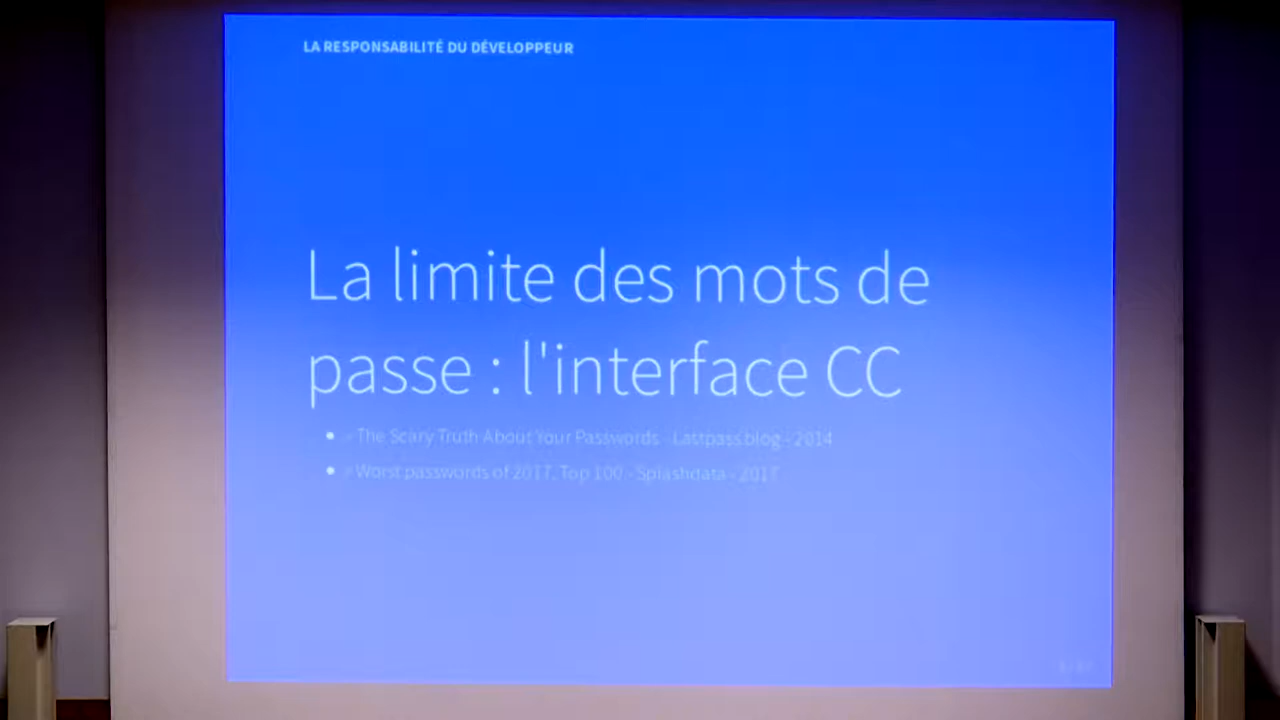 LA RESPONSABILITÉ DU DÉVELOPPEUR
La limite des mots de
passe : l'interface CC
• » The Scary Truth About Your Passwords - Lastpass blog - 2014
• » Worst passwords of 2017, Top 100 - Splashdata - 2017